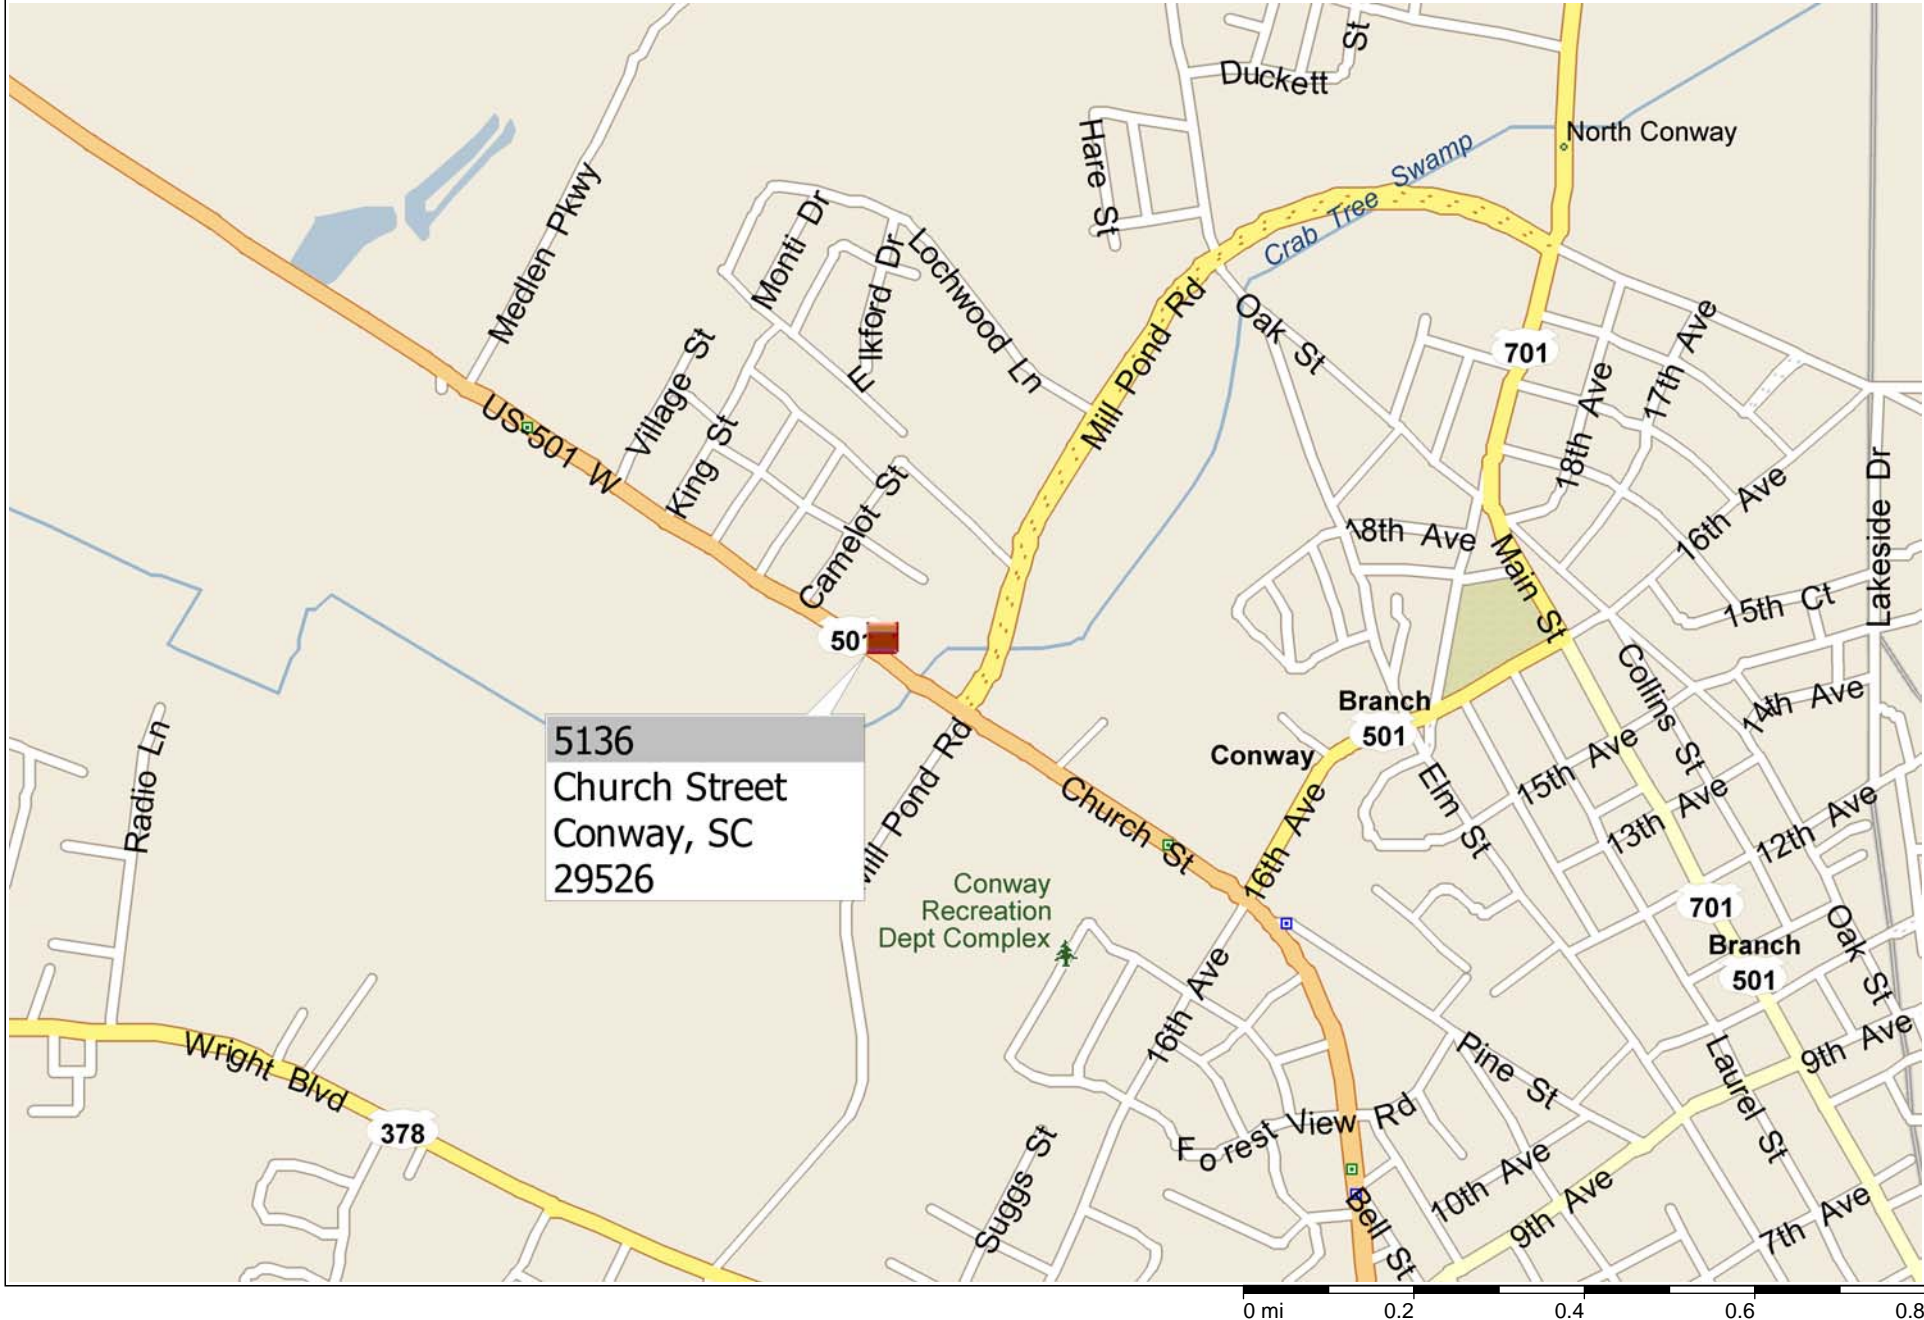 St
Duckett
North Conway
Hare St
Crab Tree Swamp
Medlen Pkwy
Monti Dr
Elkford Dr
Lochwood Ln
Mill Pond Rd
Oak St
701
17th Ave
18th Ave
Village St
King St
US-501 W
Camelot St
18th Ave
Main St
16th Ave
Lakeside Dr
15th Ct
501
5136
Church Street
Conway, SC
29526
Radio Ln
Mill Pond Rd
Church St
Branch
501
Conway
16th Ave
Elm St
Collins St
14th Ave
15th Ave
13th Ave
12th Ave
Conway
Recreation
Dept Complex
701
Branch
501
Oak St
16th Ave
Pine St
Laurel St
9th Ave
Wright Blvd
378
Forest View Rd
Suggs St
10th Ave
9th Ave
7th Ave
Bell St
0 mi 0.2 0.4 0.6 0.8